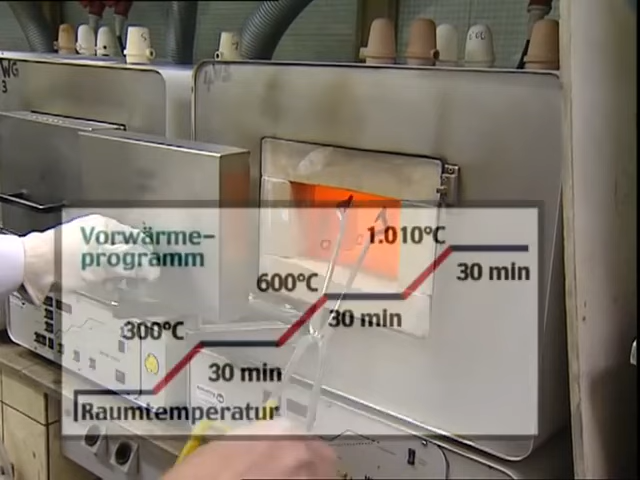 Vorwärme-
programm
1.010°C
30 min
600°C
30 min
300°C
30 min
Raumtemperatur